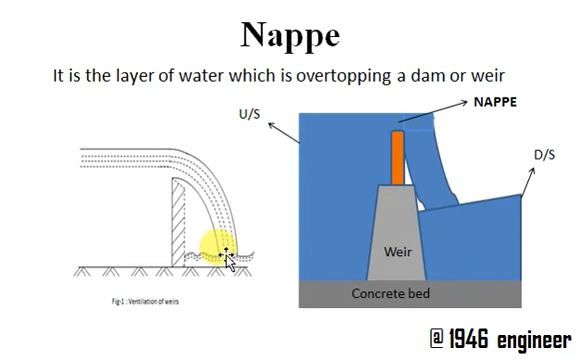 Nappe
It is the layer of water which is overtopping a dam or weir
U/S
NAPPE
D/S
Weir
Concrete bed
Fig-1 : Ventilation of weirs
@ 1946 engineer